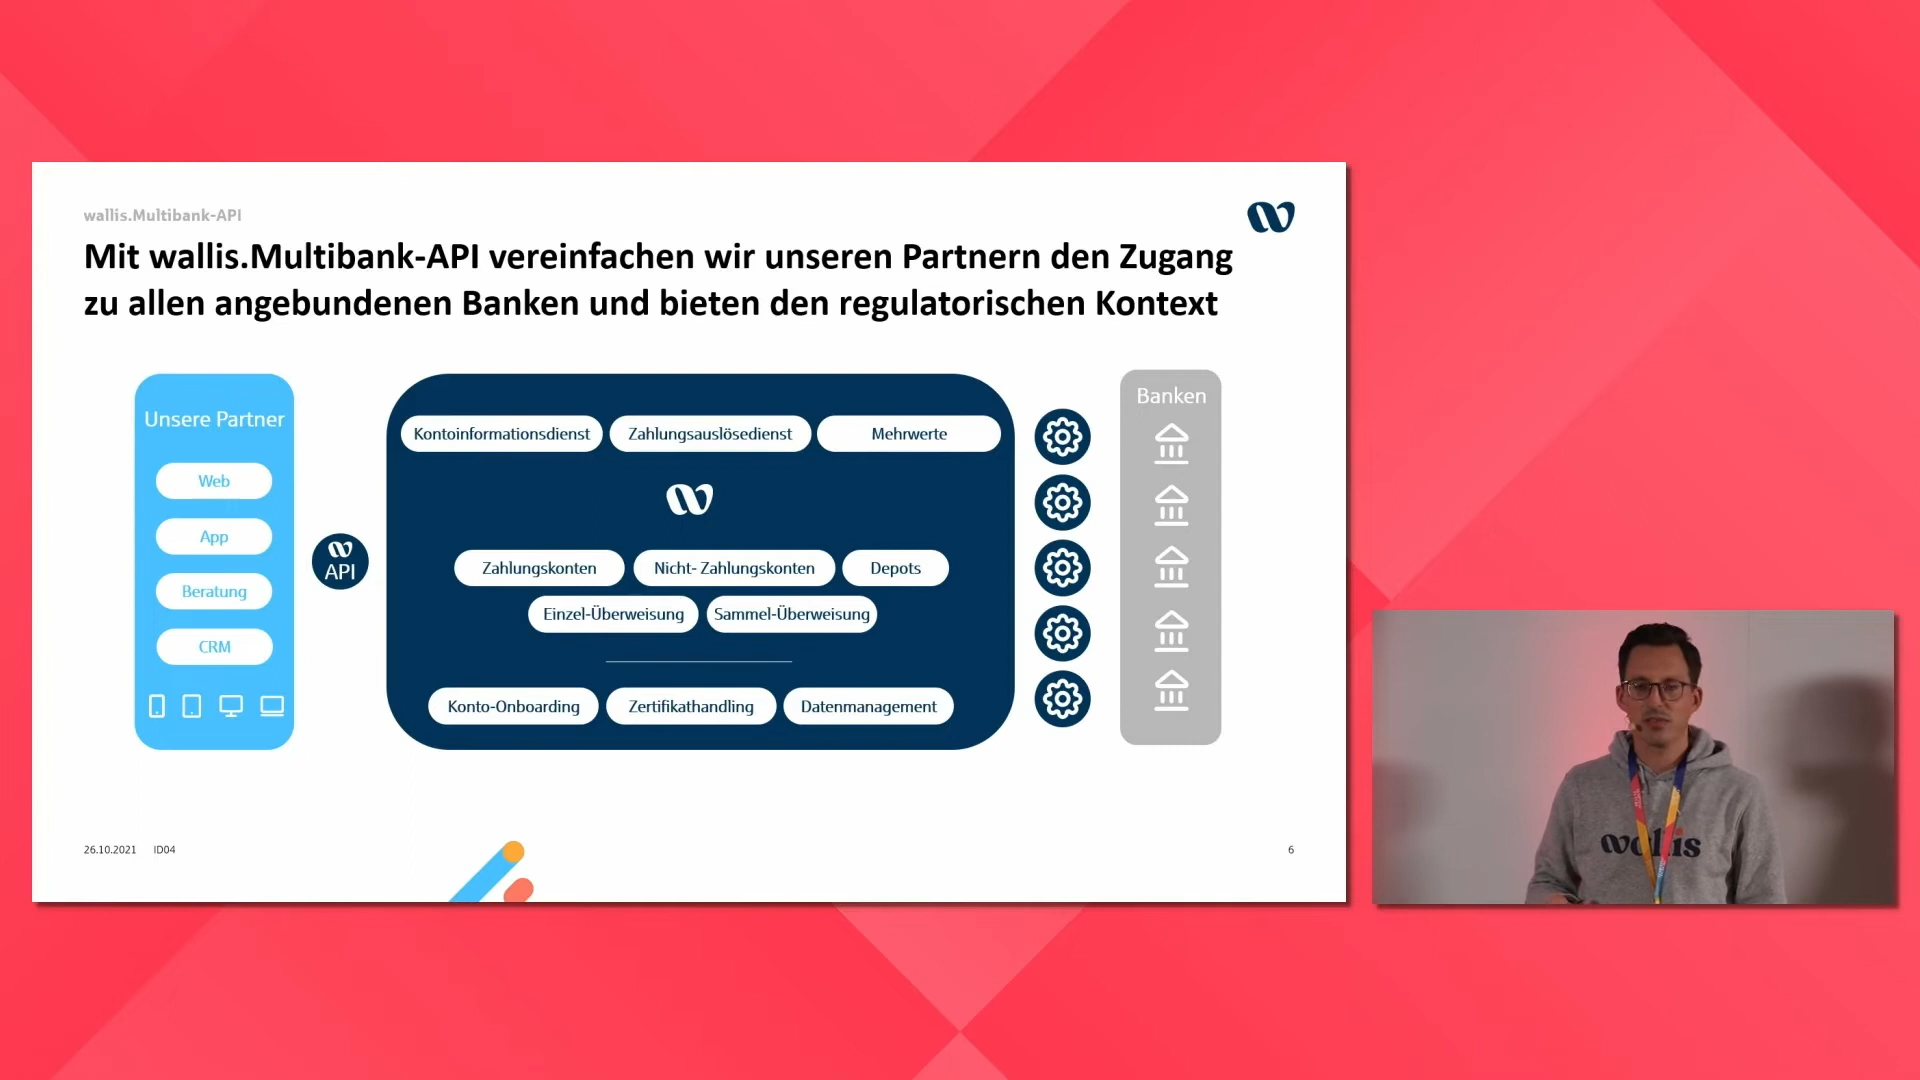 wallis.Multibank-API
Mit wallis.Multibank-API vereinfachen wir unseren Partnern den Zugang
zu allen angebundenen Banken und bieten den regulatorischen Kontext
Unsere Partner
Web
App
Beratung
CRM
API
Kontoinformationsdienst
Zahlungsauslösedienst
Mehrwerte
Zahlungskonten
Nicht- Zahlungskonten
Depots
Einzel-Überweisung
Sammel-Überweisung
Konto-Onboarding
Zertifikathandling
Datenmanagement
Banken
26.10.2021 ID04
6
wallis